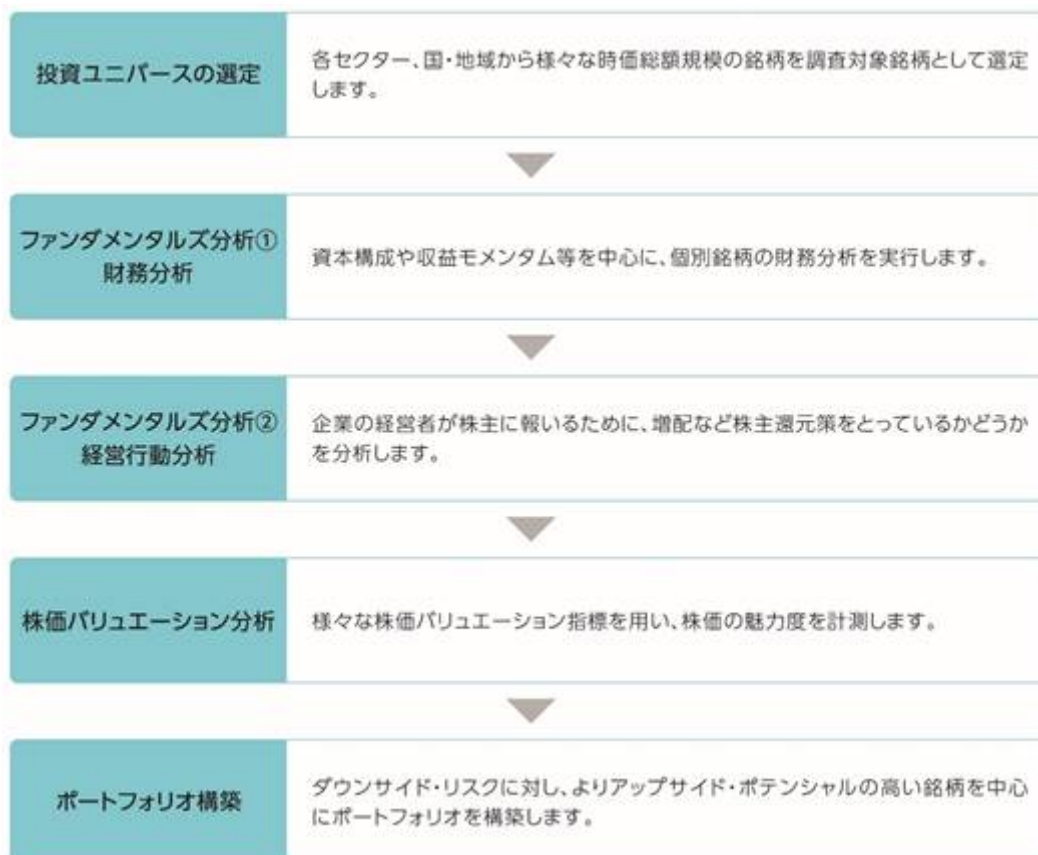 投資ユニバースの選定
各セクター、国・地域から様々な時価総額規模の銘柄を調査対象銘柄として選定
します。
ファンダメンタルズ分析①
財務分析
資本構成や収益モメンタム等を中心に、個別銘柄の財務分析を実行します。
ファンダメンタルズ分析②
経営行動分析
企業の経営者が株主に報いるために、増配など株主還元策をとっているかどうか
を分析します。
株価バリュエーション分析
様々な株価バリュエーション指標を用い、株価の魅力度を計測します。
ポートフォリオ構築
ダウンサイド・リスクに対し、よりアップサイド・ポテンシャルの高い銘柄を中心
にポートフォリオを構築します。